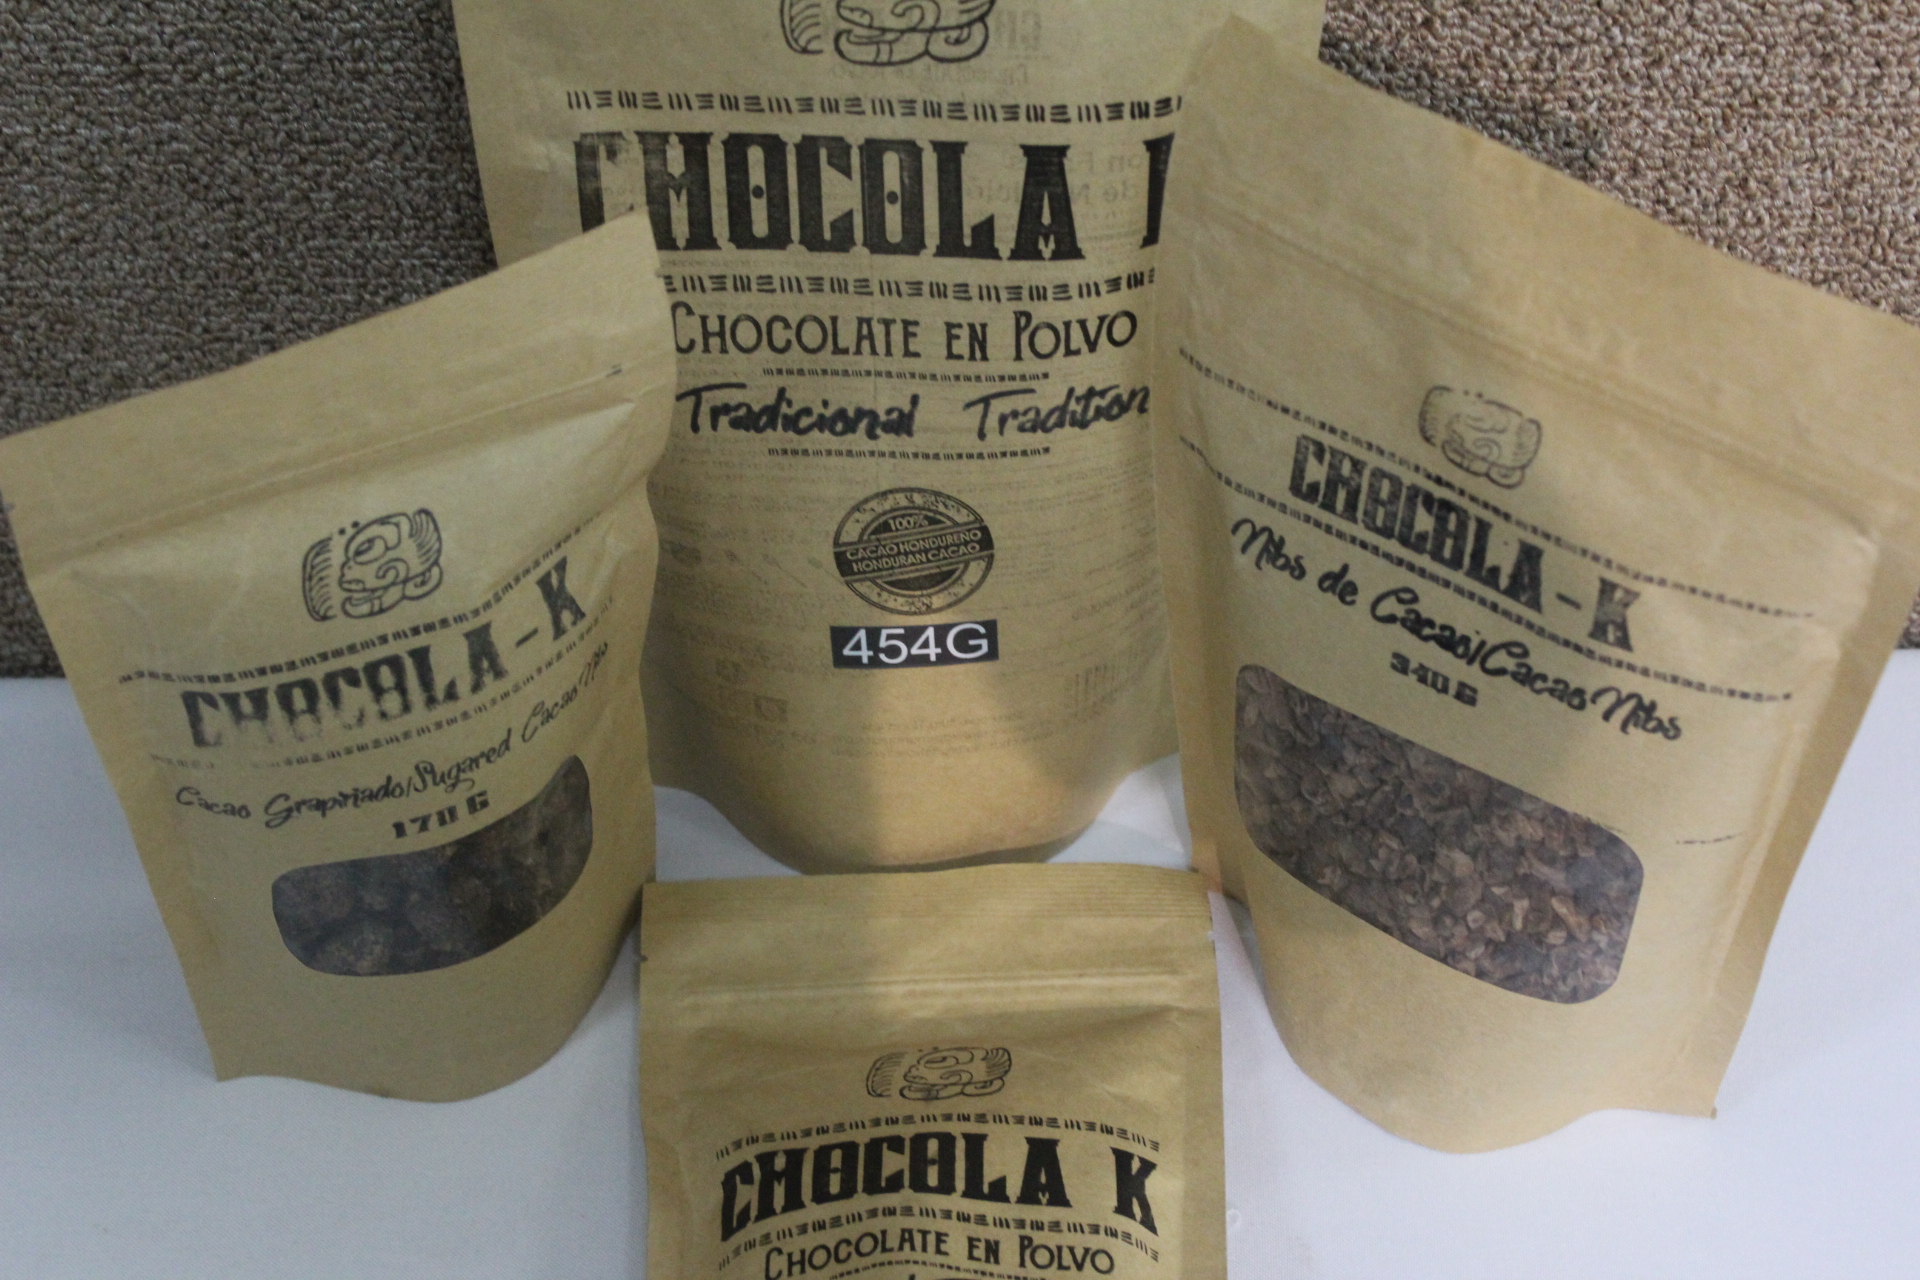 CHOCOLA K
CHOCOLATE EN POLVO
Tradicional Tradition
100%
CACAO HONDUREÑO
HONDURAN CACAO
454G
CHOCOLA-K
Cacao Grapiñado/Sugared Cacao Nibs
170 G
CHOCOLA-K
Nibs de Cacao/Cacao Nibs
340 G
CHOCOLA K
CHOCOLATE EN POLVO